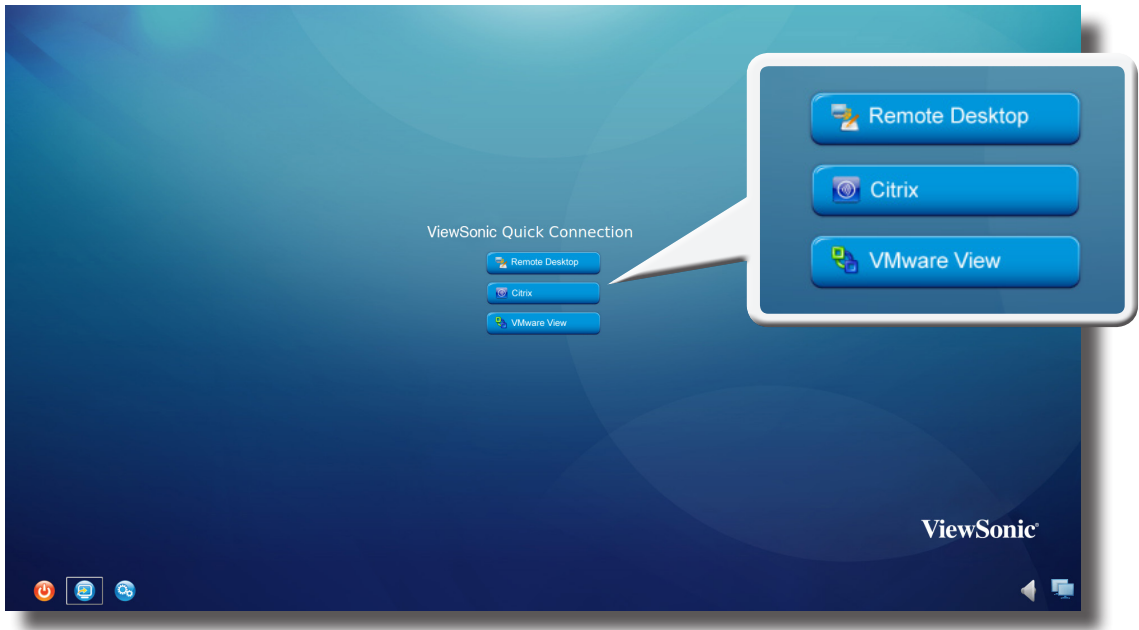 ViewSonic Quick Connection
Remote Desktop
Citrix
VMware View
Remote Desktop
Citrix
VMware View
ViewSonic®